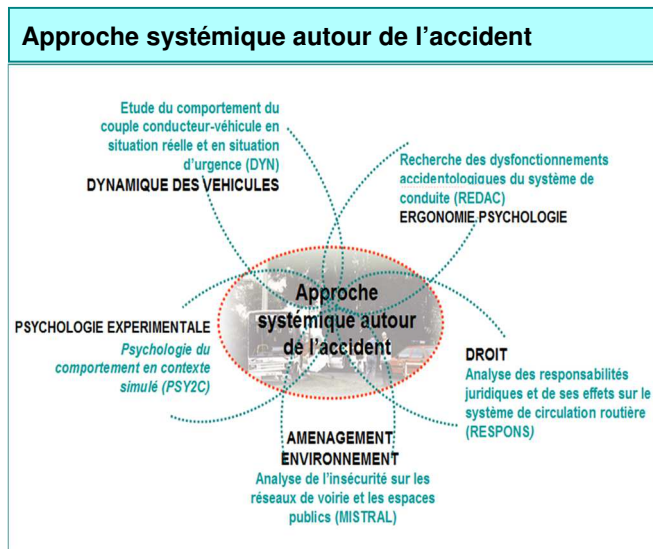 Approche systémique autour de l'accident
Etude du comportement du
couple conducteur-véhicule en
situation réelle et en situation
d'urgence (DYN)
DYNAMIQUE DES VEHICULES
Recherche des dysfonctionnements
accidentologiques du système de
conduite (REDAC)
ERGONOMIE PSYCHOLOGIE
Approche
systémique autour
de l'accident
PSYCHOLOGIE EXPERIMENTALE
Psychologie du
comportement en contexte
simulé (PSY2C)
DROIT
Analyse des responsabilités
juridiques et de ses effets sur le
système de circulation routière
(RESPONS)
AMENAGEMENT
ENVIRONNEMENT
Analyse de l'insécurité sur les
réseaux de voirie et les espaces
publics (MISTRAL)